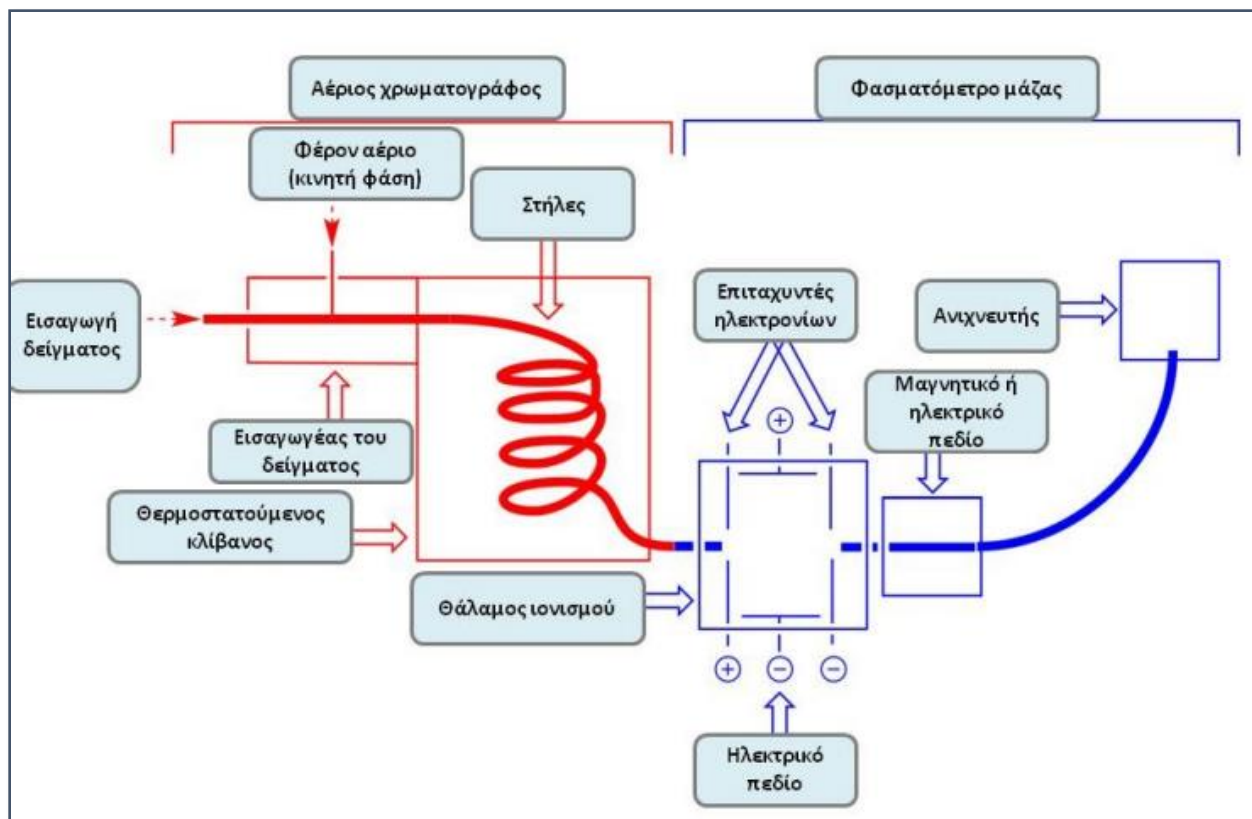 Αέριος χρωματογράφος
Φασματόμετρο μάζας
Φέρον αέριο
(κινητή φάση)
Στήλες
Εισαγωγή
δείγματος
Επιταχυντές
ηλεκτρονίων
Ανιχνευτής
Μαγνητικό ή
ηλεκτρικό
πεδίο
Εισαγωγέας του
δείγματος
Θερμοστατούμενος
κλίβανος
Θάλαμος ιονισμού
+
+ − −
Ηλεκτρικό
πεδίο